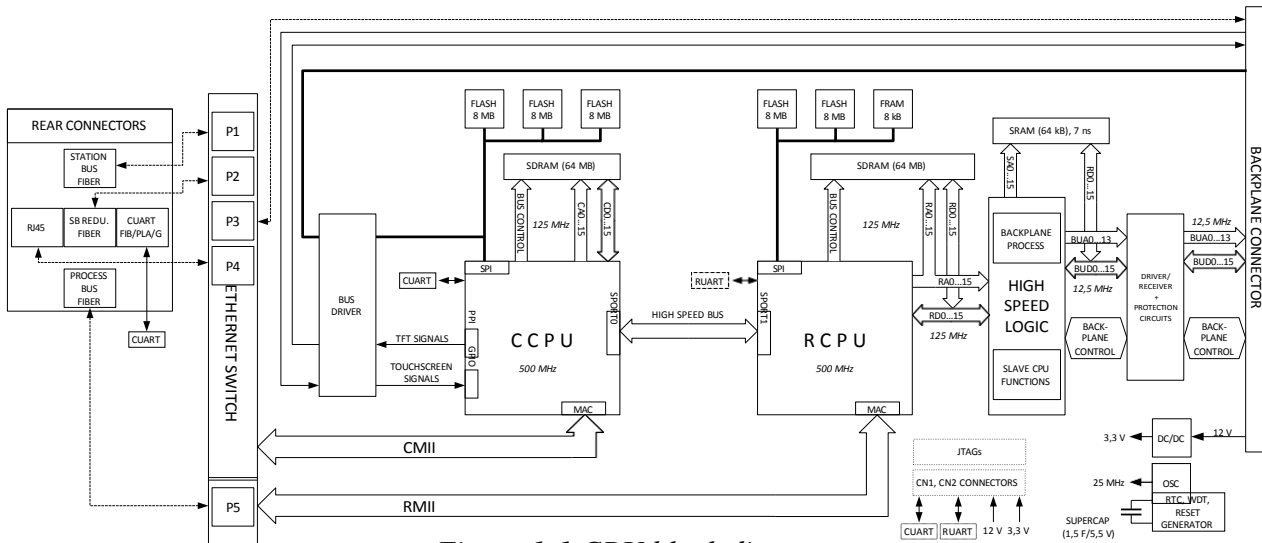 REAR CONNECTORS
STATION
BUS
FIBER
RJ45
SB REDU.
FIBER
CUART
FIB/PLA/G
PROCESS
BUS
FIBER
CUART
P1
P2
P3
P4
ETHERNET SWITCH
P5
BUS
DRIVER
FLASH
8 MB
FLASH
8 MB
FLASH
8 MB
SDRAM (64 MB)
BUS CONTROL
125 MHz
CA0...15
CD0...15
CUART
SPI
PPI
GPIO
SPORT0
CCPU
500 MHz
MAC
TFT SIGNALS
TOUCHSCREEN
SIGNALS
HIGH SPEED BUS
CMII
RMII
FLASH
8 MB
FLASH
8 MB
FRAM
8 kB
SDRAM (64 MB)
BUS CONTROL
125 MHz
RA0...15
RD0...15
RUART
SPI
SPORT1
RCPU
500 MHz
MAC
RA0...15
RD0...15
125 MHz
SRAM (64 kB), 7 ns
SA0...15
RD0...15
BACKPLANE
PROCESS
HIGH
SPEED
LOGIC
SLAVE CPU
FUNCTIONS
BUA0...13
BUD0...15
12,5 MHz
BACK-
PLANE
CONTROL
DRIVER/
RECEIVER
+
PROTECTION
CIRCUITS
12,5 MHz
BUA0...13
BUD0...15
BACK-
PLANE
CONTROL
BACKPLANE CONNECTOR
JTAGs
CN1, CN2 CONNECTORS
CUART
RUART
12 V
3,3 V
3,3 V
DC/DC
12 V
25 MHz
OSC
RTC, WDT,
RESET
GENERATOR
SUPERCAP
(1,5 F/5,5 V)